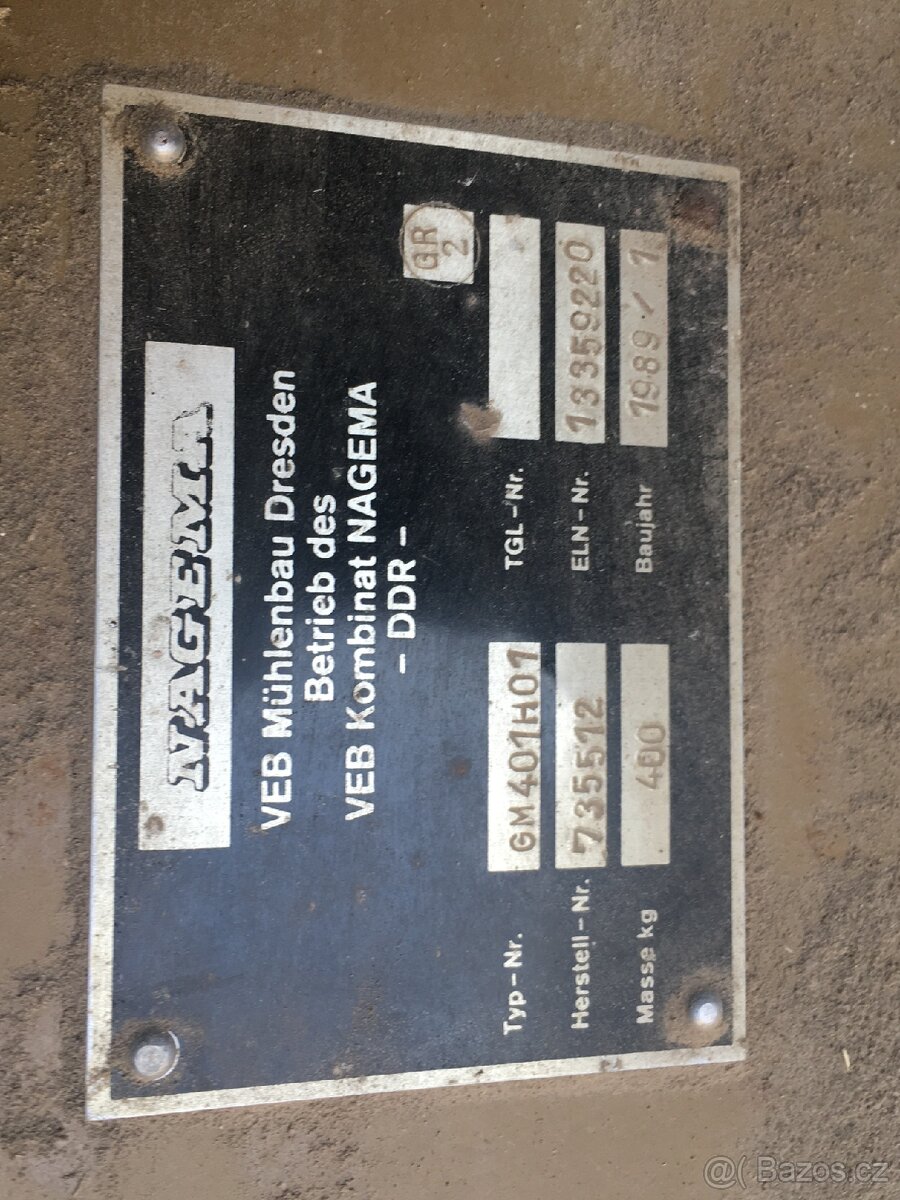 NAGEMA
VEB Mühlenbau Dresden
Betrieb des
VEB Kombinat NAGEMA
– DDR –
GR
2
Typ–Nr. GM401H01 TGL–Nr.
Herstell–Nr. 735512 ELN–Nr. 13359220
Masse kg 400 Baujahr 1989/1
@( Bazos.cz